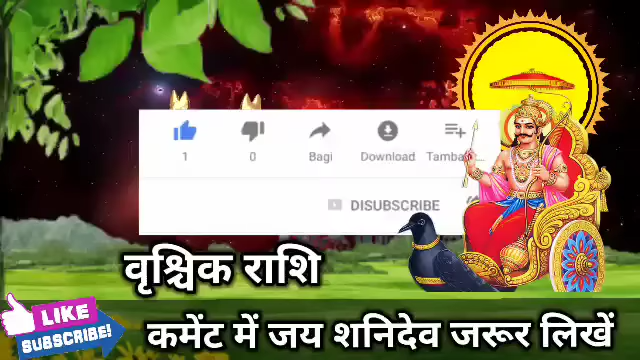 1 0 Bagi Download Tamba...
DISUBSCRIBE
वृश्चिक राशि
LIKE
SUBSCRIBE!
कमेंट में जय शनिदेव जरूर लिखें